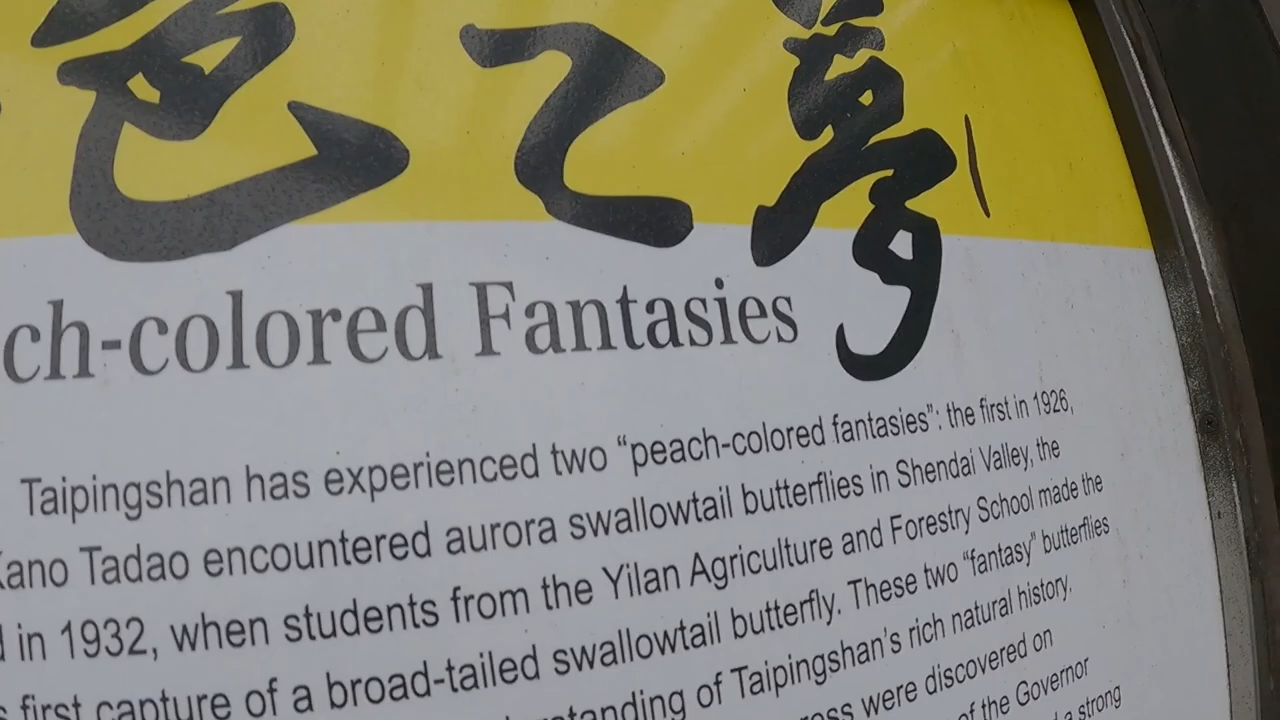 色之夢
ch-colored Fantasies
Taipingshan has experienced two “peach-colored fantasies”: the first in 1926,
Kano Tadao encountered aurora swallowtail butterflies in Shendai Valley, the
in 1932, when students from the Yilan Agriculture and Forestry School made the
first capture of a broad-tailed swallowtail butterfly. These two “fantasy” butterflies
standing of Taipingshan's rich natural history.
ross were discovered on
of the Governor
a strong